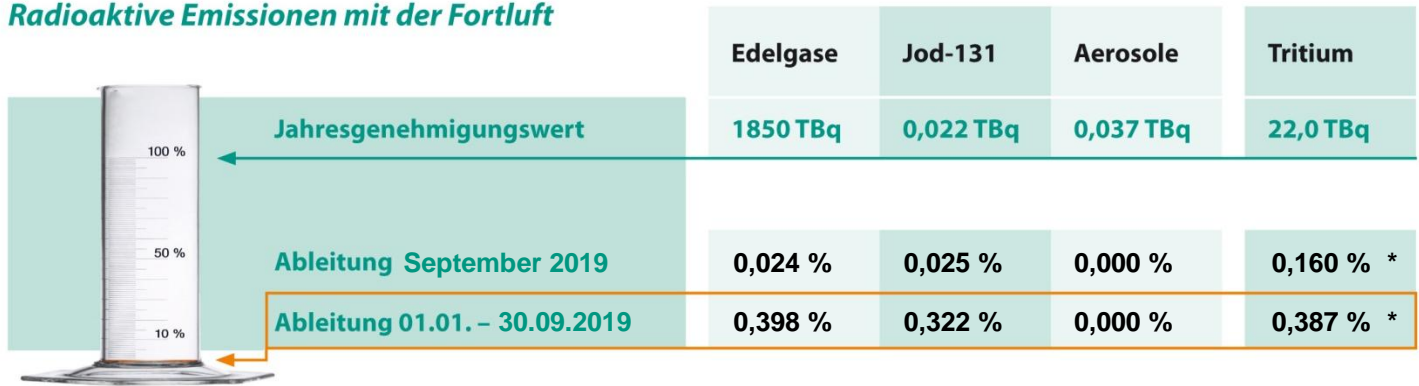 Radioaktive Emissionen mit der Fortluft
Edelgase Jod-131 Aerosole Tritium
Jahresgenehmigungswert 1850 TBq 0,022 TBq 0,037 TBq 22,0 TBq
100 %
50 %
Ableitung September 2019 0,024 % 0,025 % 0,000 % 0,160 % *
Ableitung 01.01. – 30.09.2019 0,398 % 0,322 % 0,000 % 0,387 % *
10 %